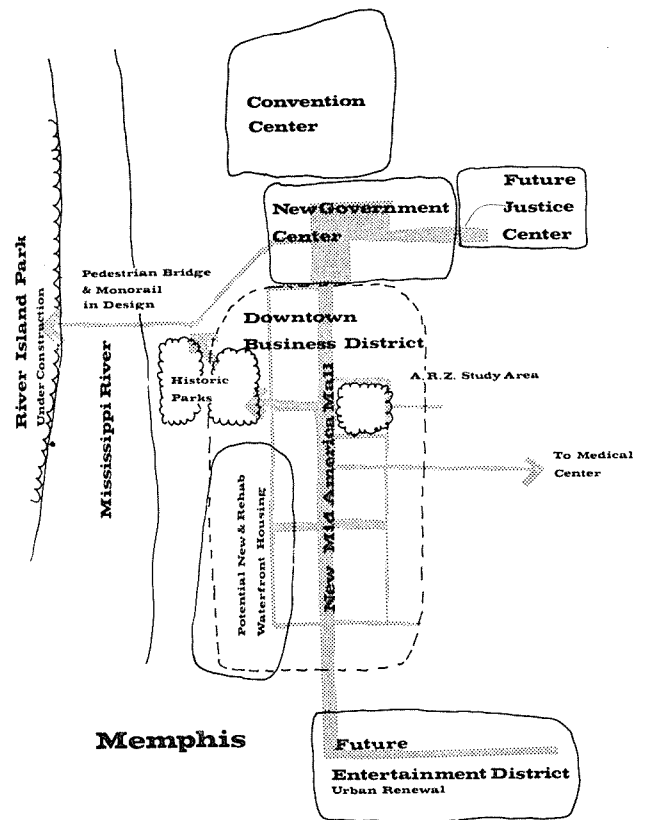 Convention
Center
Future
Justice
Center
New Government
Center
Pedestrian Bridge
& Monorail
in Design
River Island Park
Under Construction
Mississippi River
Downtown
Business District
Historic
Parks
A.R.Z. Study Area
New Mid America Mall
To Medical
Center
Potential New & Rehab
Waterfront Housing
Memphis
Future
Entertainment District
Urban Renewal